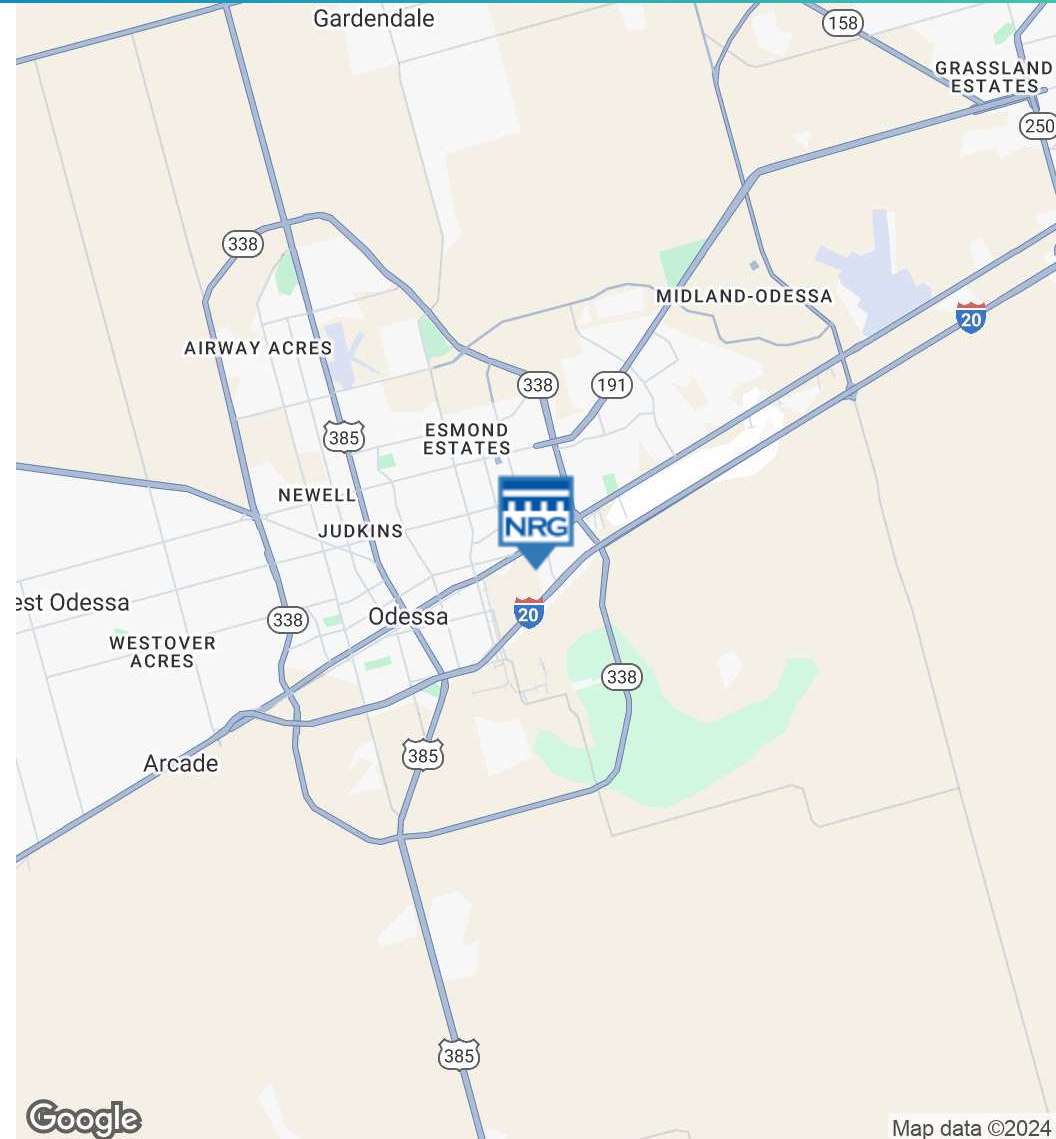 Gardendale
158
GRASSLAND
ESTATES
250
338
MIDLAND-ODESSA
20
AIRWAY ACRES
338
191
385
ESMOND
ESTATES
NEWELL
NRG
JUDKINS
est Odessa
Odessa
20
338
WESTOVER
ACRES
338
385
Arcade
385
Google
Map data ©2024